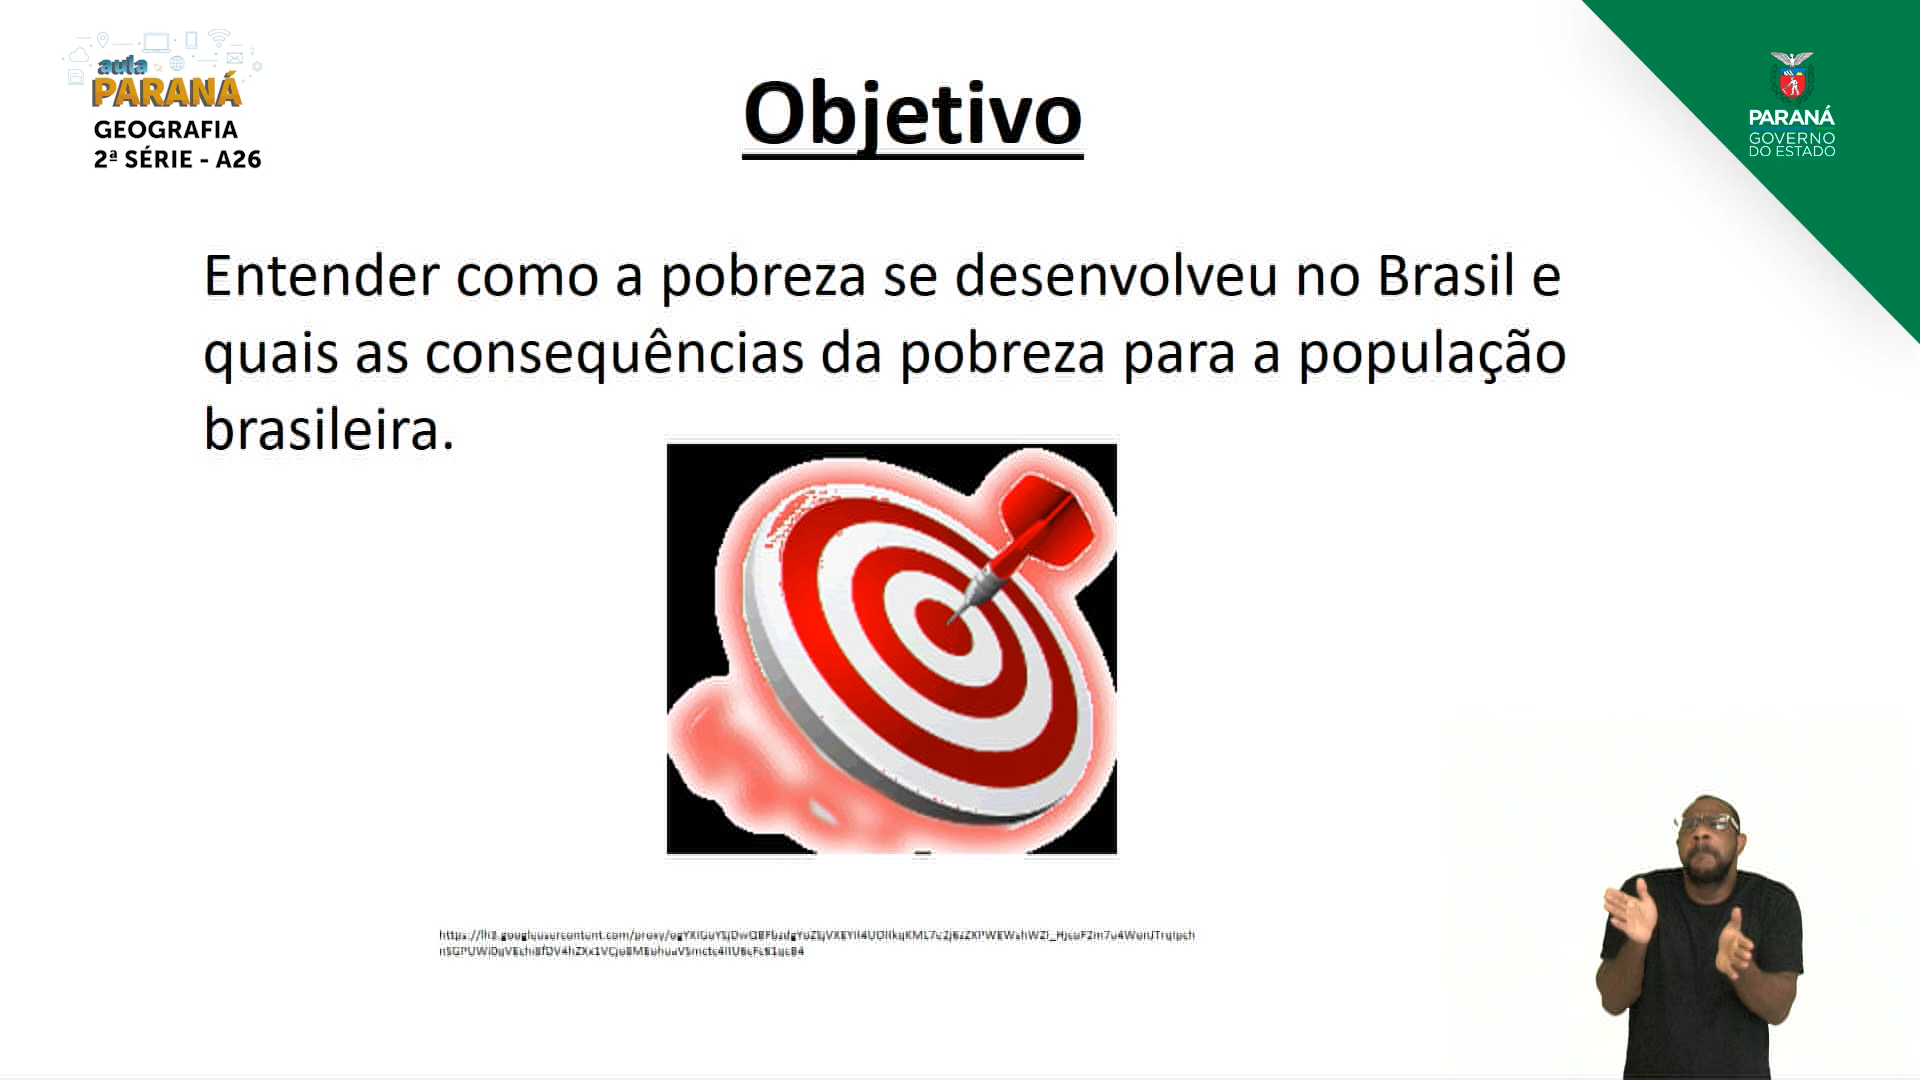 aula
PARANÁ
GEOGRAFIA
2ª SÉRIE - A26
Objetivo
PARANÁ
GOVERNO
DO ESTADO
Entender como a pobreza se desenvolveu no Brasil e
quais as consequências da pobreza para a população
brasileira.